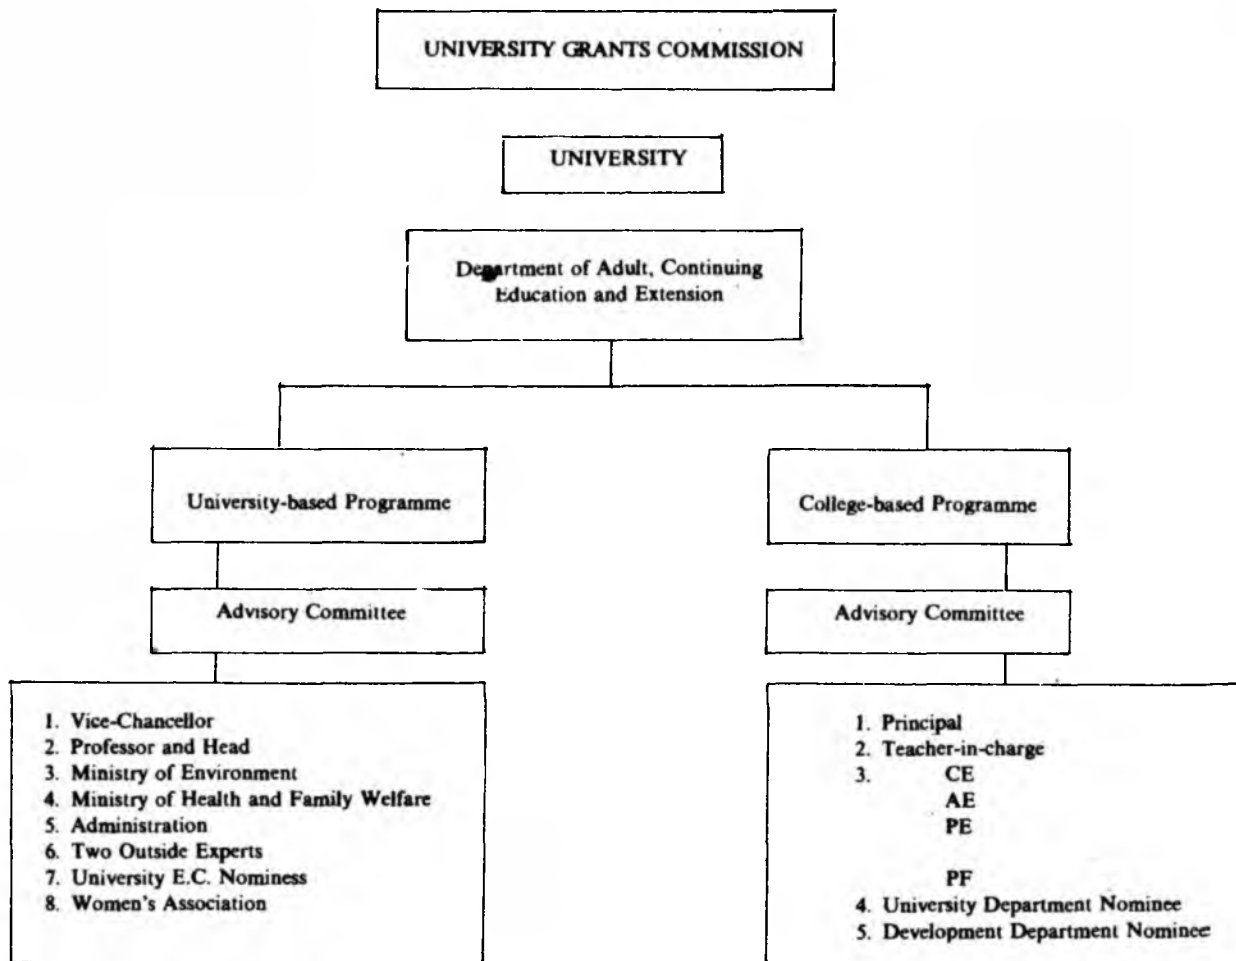 UNIVERSITY GRANTS COMMISSION
UNIVERSITY
Department of Adult, Continuing
Education and Extension
University-based Programme
College-based Programme
Advisory Committee
Advisory Committee
1. Vice-Chancellor
2. Professor and Head
3. Ministry of Environment
4. Ministry of Health and Family Welfare
5. Administration
6. Two Outside Experts
7. University E.C. Nominess
8. Women's Association
1. Principal
2. Teacher-in-charge
3. CE
AE
PE
PF
4. University Department Nominee
5. Development Department Nominee